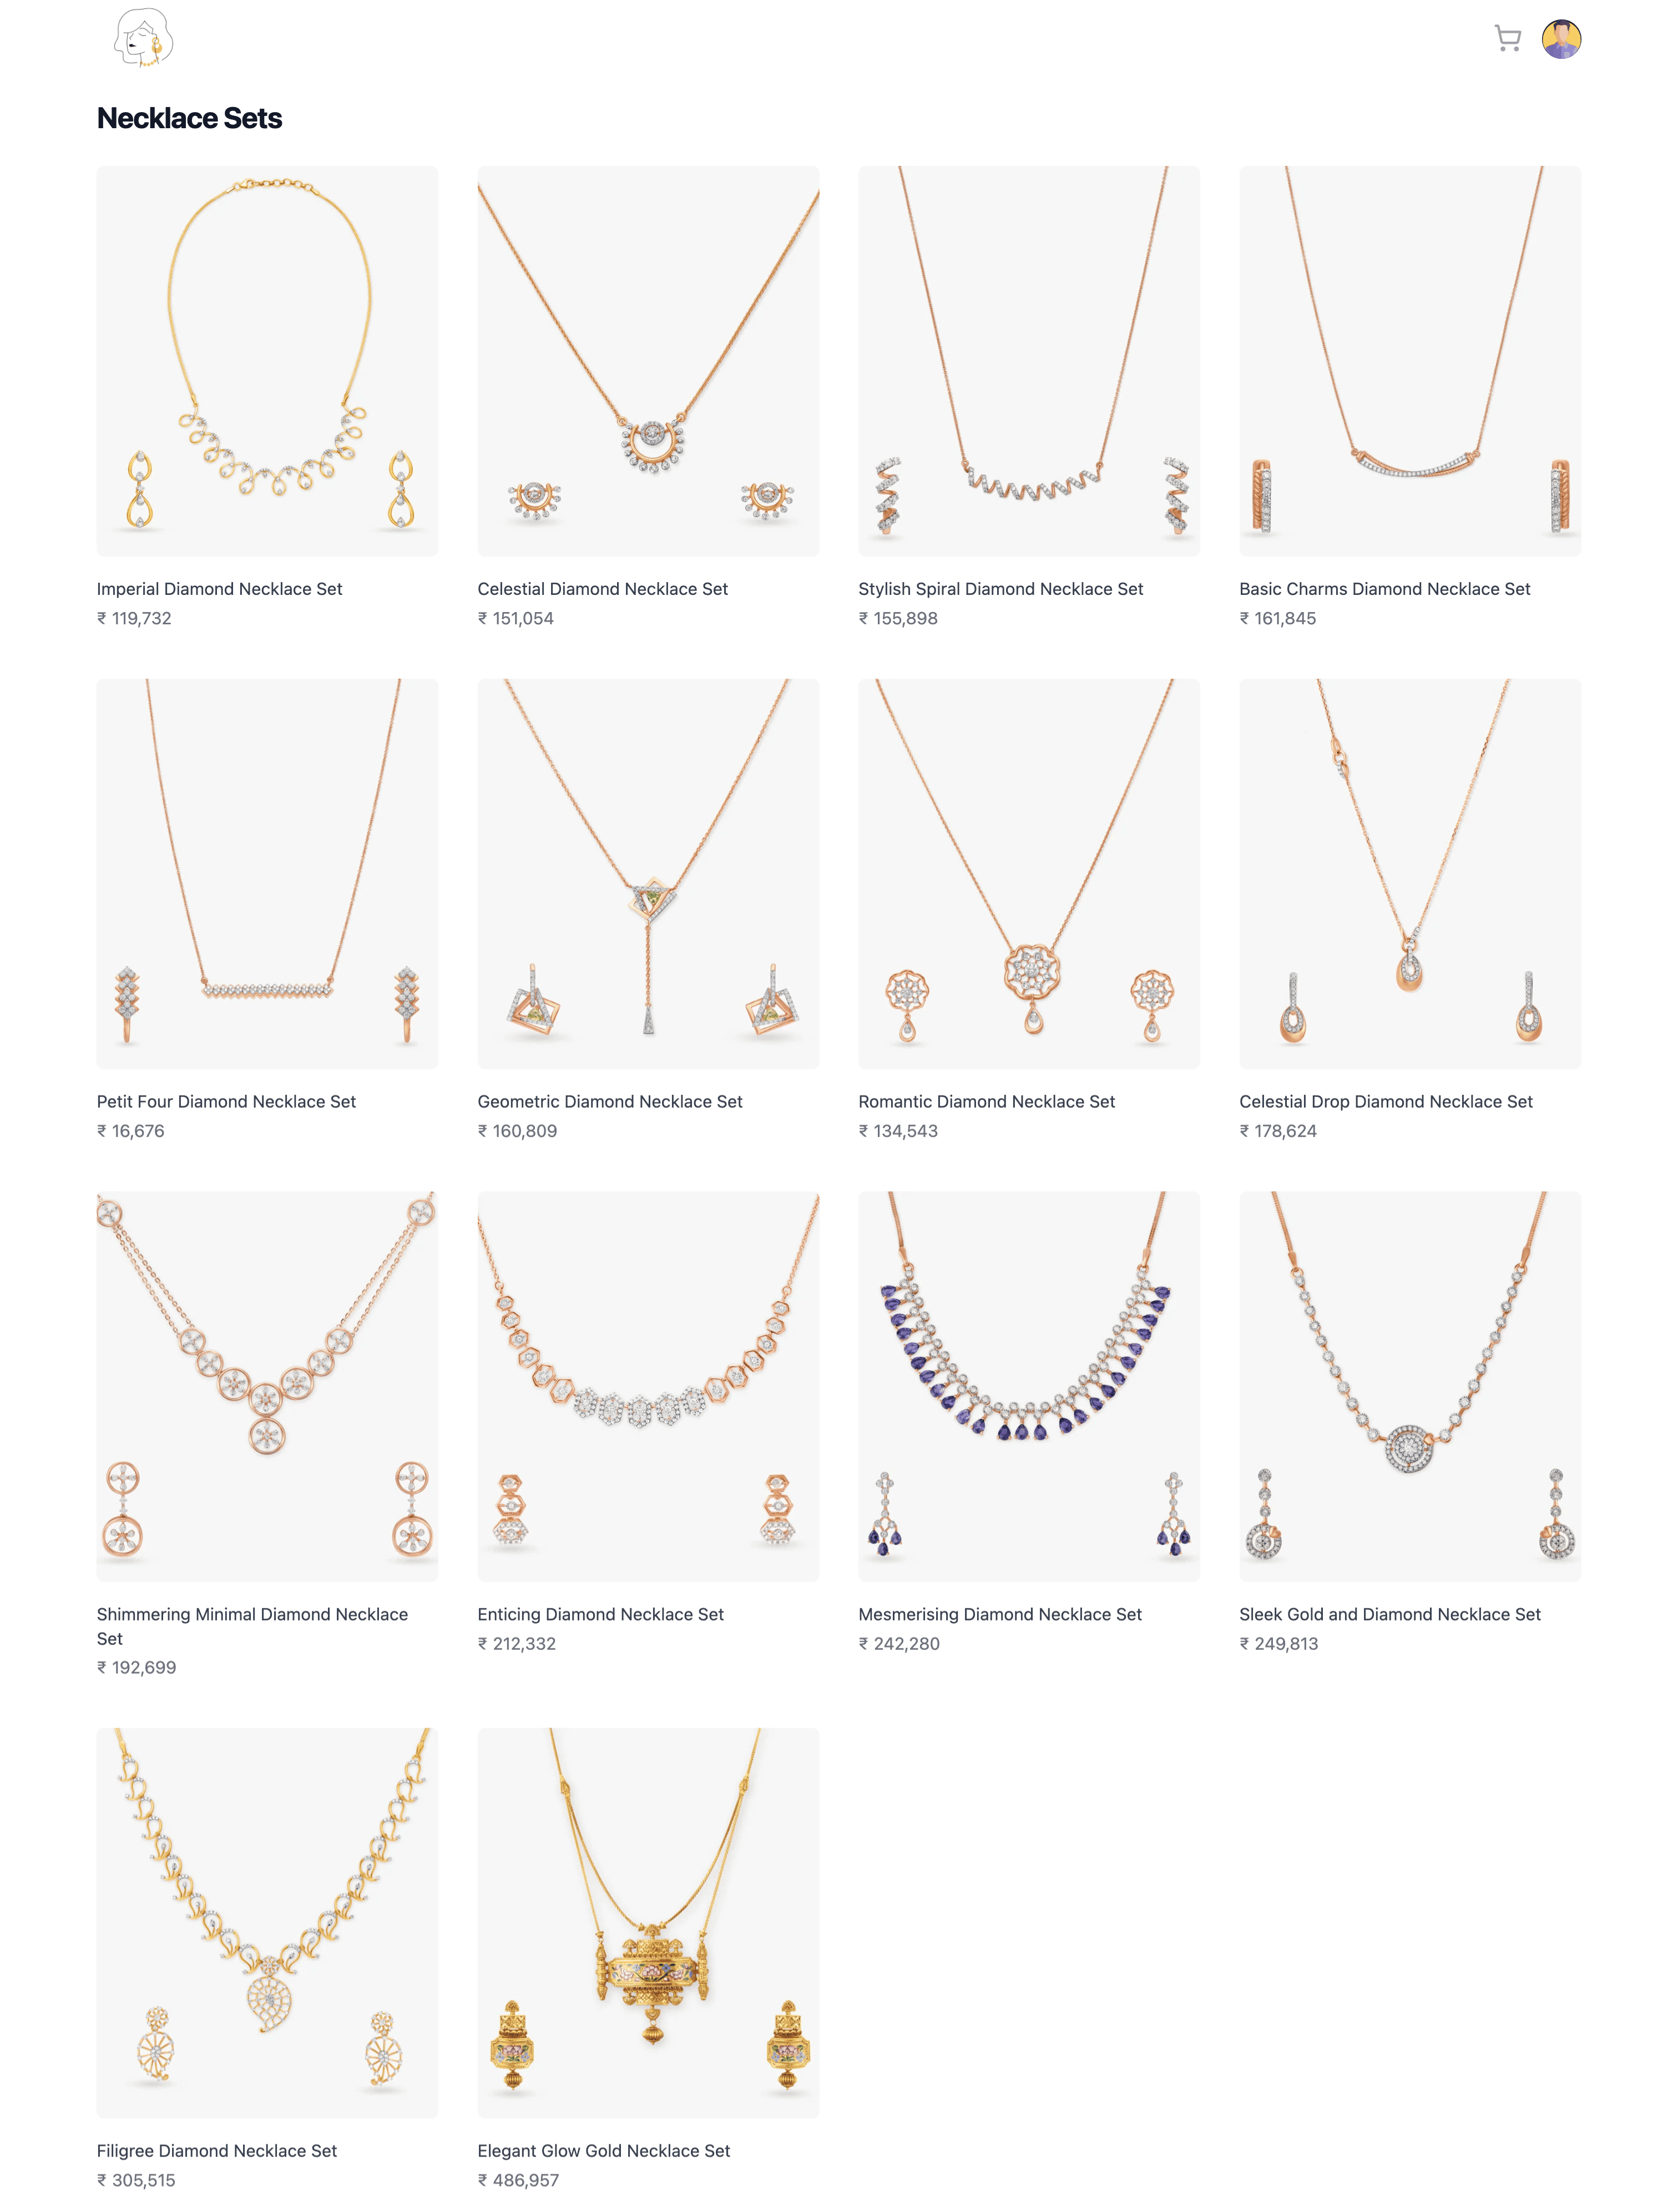 Necklace Sets
Imperial Diamond Necklace Set
₹ 119,732
Celestial Diamond Necklace Set
₹ 151,054
Stylish Spiral Diamond Necklace Set
₹ 155,898
Basic Charms Diamond Necklace Set
₹ 161,845
Petit Four Diamond Necklace Set
₹ 16,676
Geometric Diamond Necklace Set
₹ 160,809
Romantic Diamond Necklace Set
₹ 134,543
Celestial Drop Diamond Necklace Set
₹ 178,624
Shimmering Minimal Diamond Necklace
Set
₹ 192,699
Enticing Diamond Necklace Set
₹ 212,332
Mesmerising Diamond Necklace Set
₹ 242,280
Sleek Gold and Diamond Necklace Set
₹ 249,813
Filigree Diamond Necklace Set
₹ 305,515
Elegant Glow Gold Necklace Set
₹ 486,957